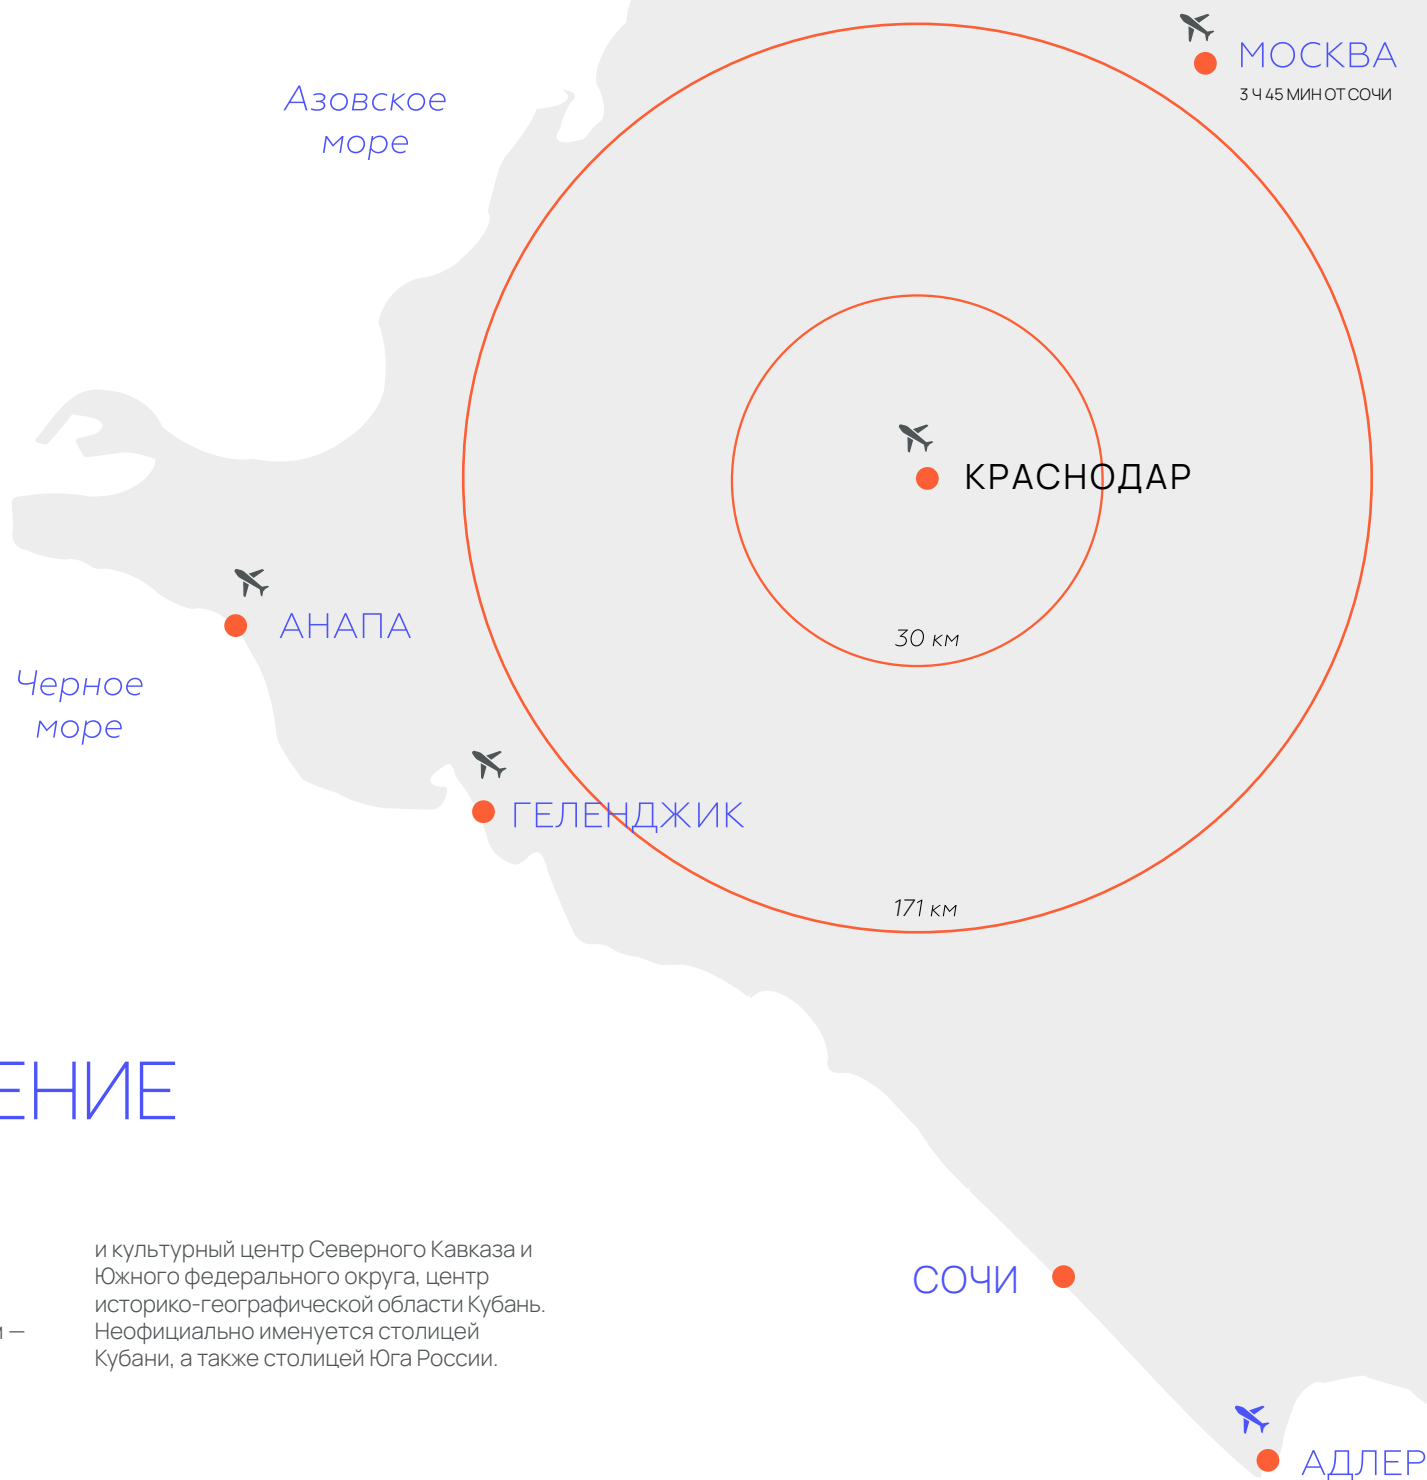 МОСКВА
3 Ч 45 МИН ОТ СОЧИ
Азовское
море
КРАСНОДАР
30 км
АНАПА
Черное
море
ГЕЛЕНДЖИК
171 км
ЕНИЕ
и культурный центр Северного Кавказа и
Южного федерального округа, центр
историко-географической области Кубань.
Неофициально именуется столицей
Кубани, а также столицей Юга России.
—
СОЧИ
АДЛЕР